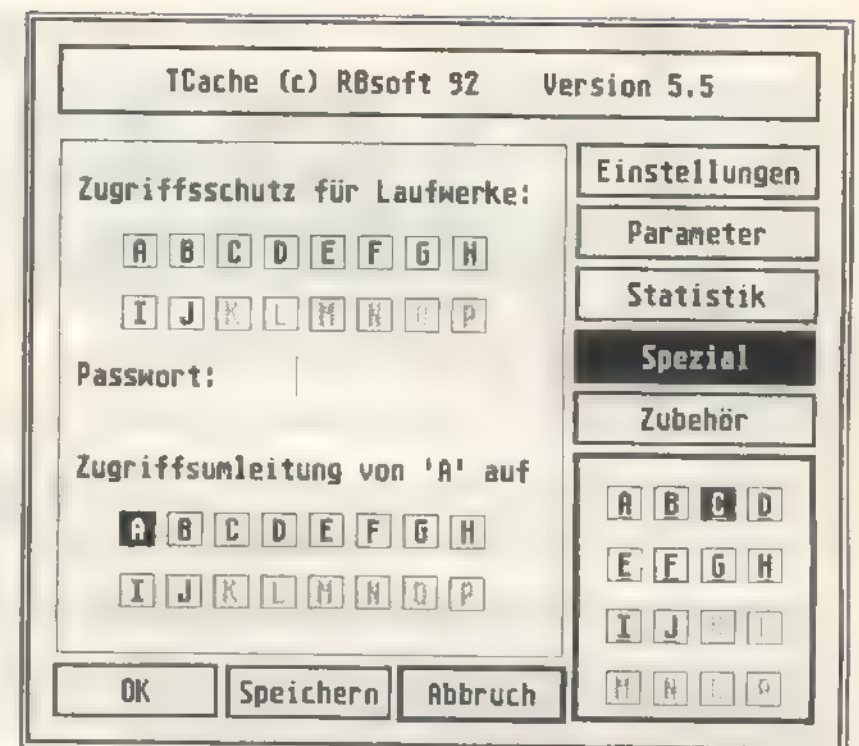 TCache (c) RBsoft 92 Version 5.5
Zugriffsschutz für Laufwerke:
A B C D E F G H
I J K L M N O P
Passwort:
Zugriffsumleitung von 'A' auf
A B C D E F G H
I J K L M N O P
OK Speichern Abbruch
Einstellungen
Parameter
Statistik
Spezial
Zubehör
A B C D
E F G H
I J
M N P